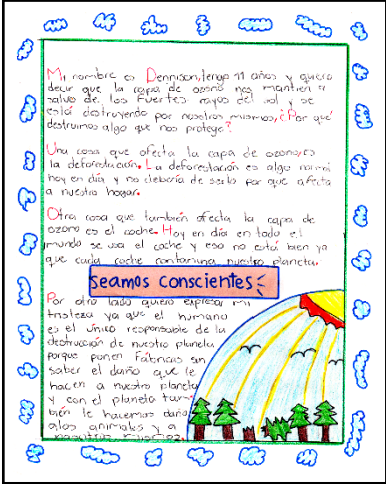 Mi nombre es Dennison, tengo 11 años y quiero
decir que la capa de ozono nos mantien a
salvo de los fuertes rayos del sol y se
está distruyendo por nosotros mismos, ¿Por qué
destruimos algo que nos protege?
Una cosa que afecta la capa de ozono, es
la deforestación. La deforestación es algo normal
hoy en día y no debería de serlo por que afecta
a nuestro hogar.
Otra cosa que también afecta la capa de
ozono es el coche. Hoy en día en todo el
mundo se usa el coche y eso no está bien ya
que cada coche contamina nuestro planeta.
seamos conscientes
Por otro lado quiero expresar mi
tristeza ya que el humano
es el único responsable de la
destrucción de nuestro planeta
porque ponen fábricas sin
saber el daño que le
hacen a nuestro planeta
y con el planeta tam
bién le hacemos daño
a los animales y a
nosotros